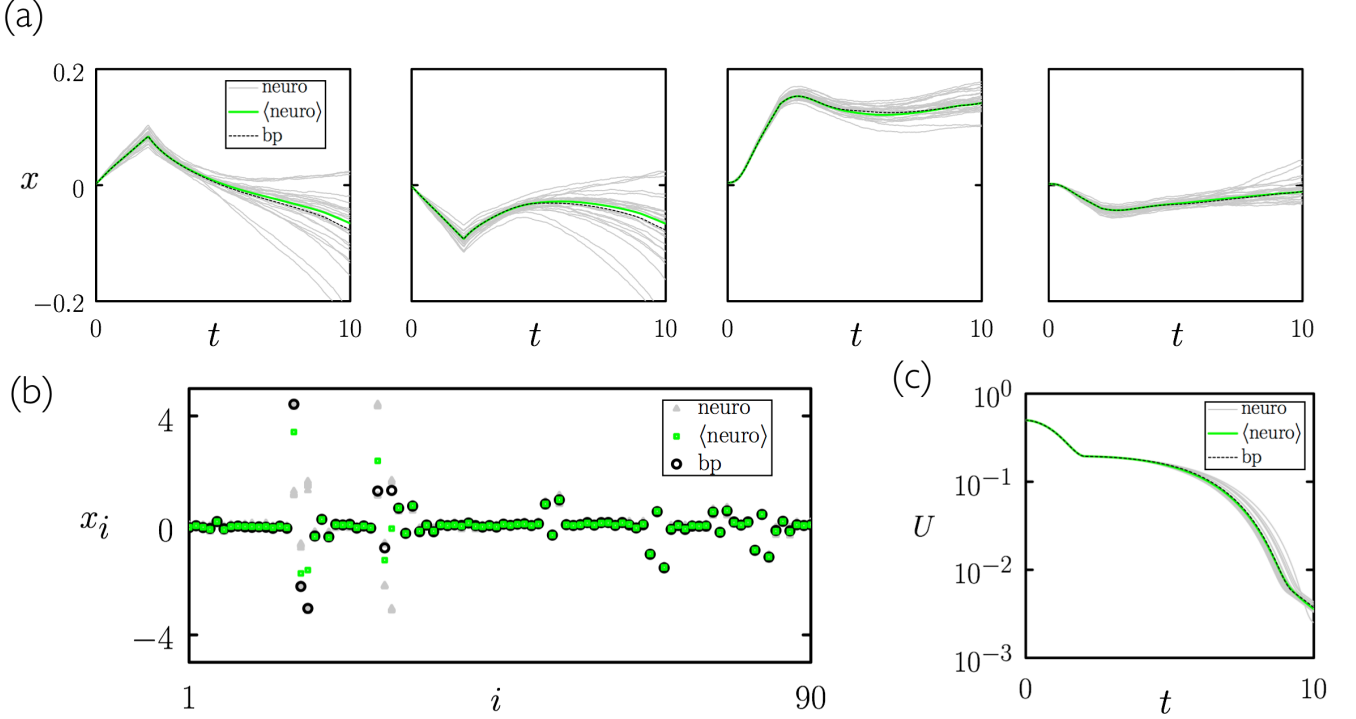 (a)
0.2
neuro
⟨neuro⟩
bp
x
0
−0.2
0 t 10 0 t 10 0 t 10 0 t 10
(b) (c)
4
neuro
⟨neuro⟩
bp
x_i
0
−4
1 i 90
10^0
neuro
⟨neuro⟩
bp
10^−1
U
10^−2
10^−3
0 t 10